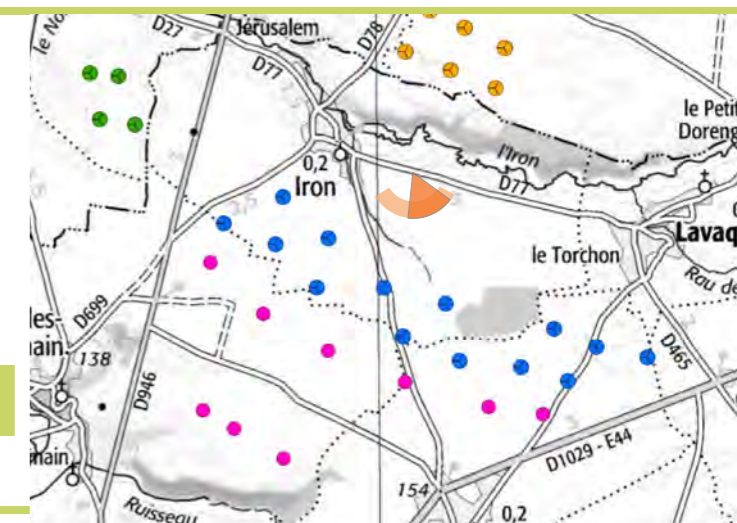 D27
Jérusalem
D78
D77
le Petit
Doreng
l'Iron
0,2
Iron
D77
Lavaq
le Torchon
Rau de
D699
les-
ain
138
D946
D465
D1029 - E44
main
154
0,2
Ruisseau